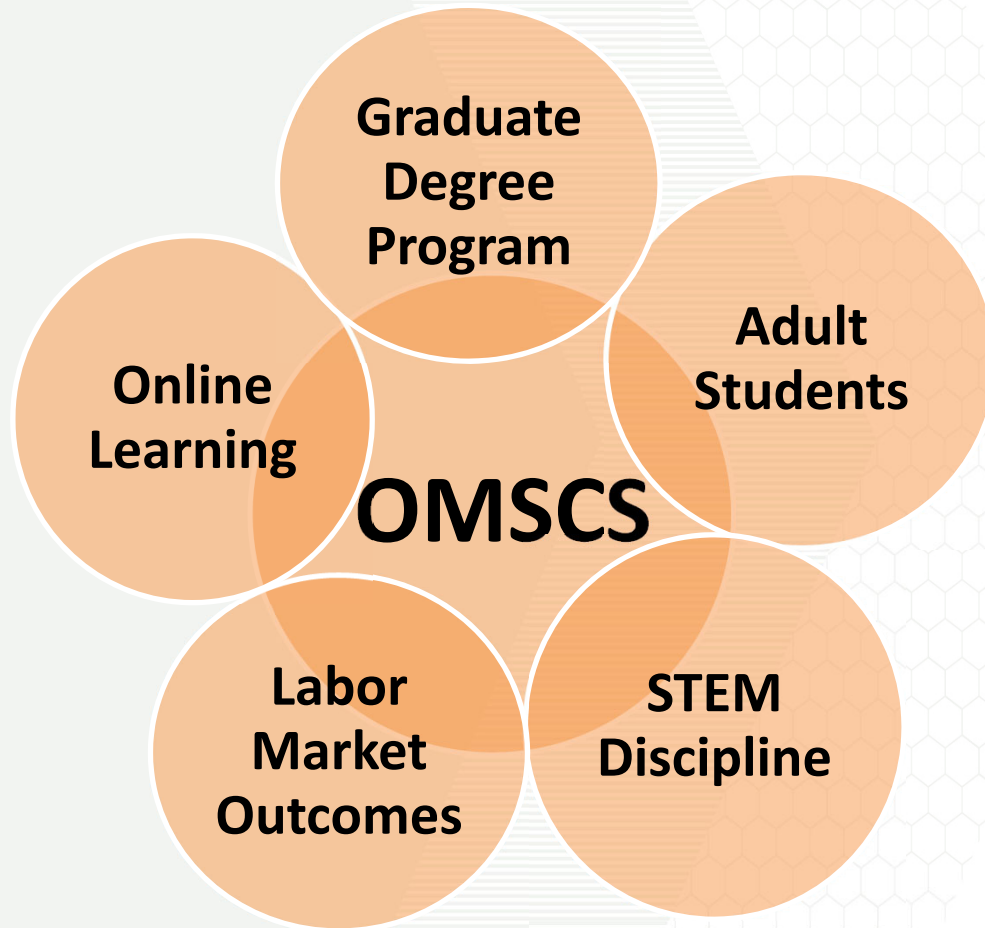 Graduate
Degree
Program
Adult
Students
Online
Learning
OMSCS
Labor
Market
Outcomes
STEM
Discipline